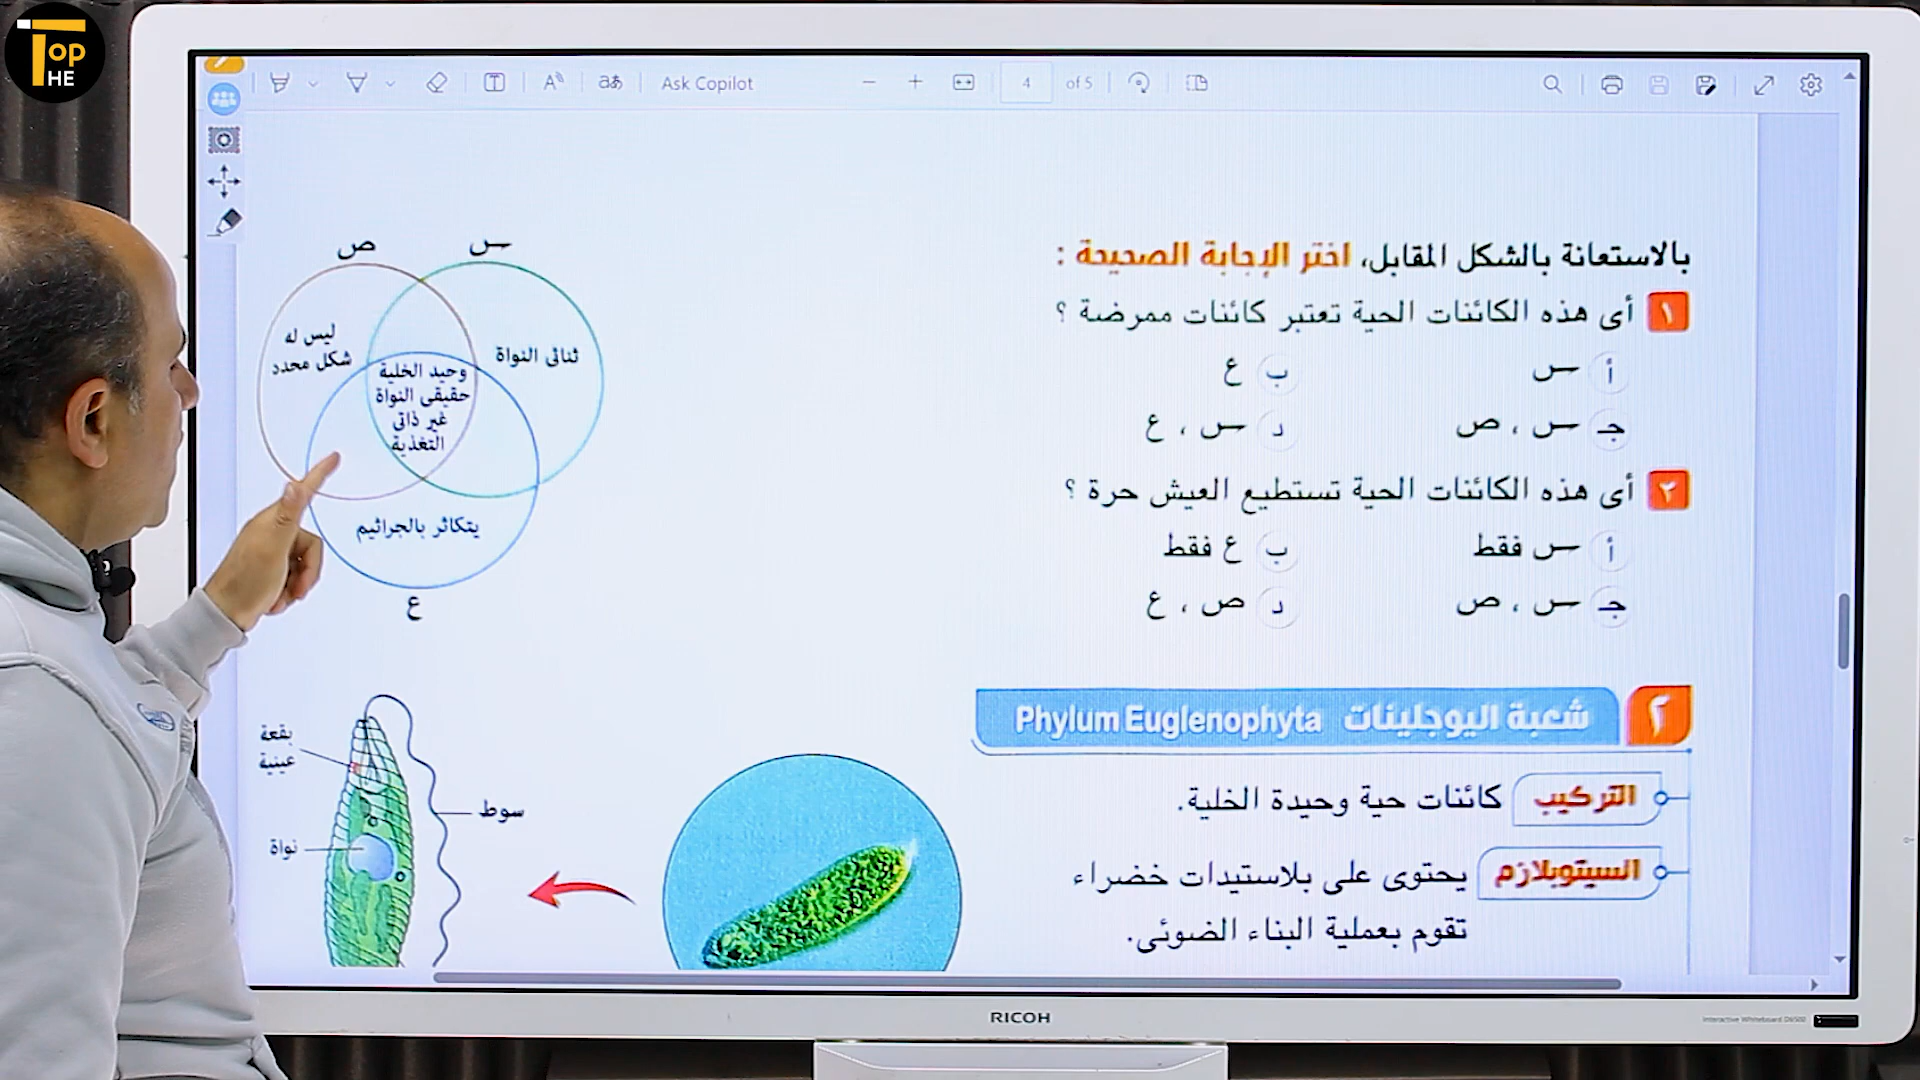 TOP
THE
Ask Copilot
4 of 5
بالاستعانة بالشكل المقابل، اختر الإجابة الصحيحة :
١ أى هذه الكائنات الحية تعتبر كائنات ممرضة ؟
أ س
ب ع
جـ س ، ص
د س ، ع
٢ أى هذه الكائنات الحية تستطيع العيش حرة ؟
أ س فقط
ب ع فقط
جـ س ، ص
د ص ، ع
س
ص
ثنائى النواة
ليس له
شكل محدد
وحيد الخلية
حقيقى النواة
غير ذاتى
التغذية
يتكاثر بالجراثيم
ع
٢ شعبة اليوجلينات Phylum Euglenophyta
التركيب كائنات حية وحيدة الخلية.
السيتوبلازم يحتوى على بلاستيدات خضراء
تقوم بعملية البناء الضوئى.
بقعة
عينية
سوط
نواة
RICOH
Interactive Whiteboard